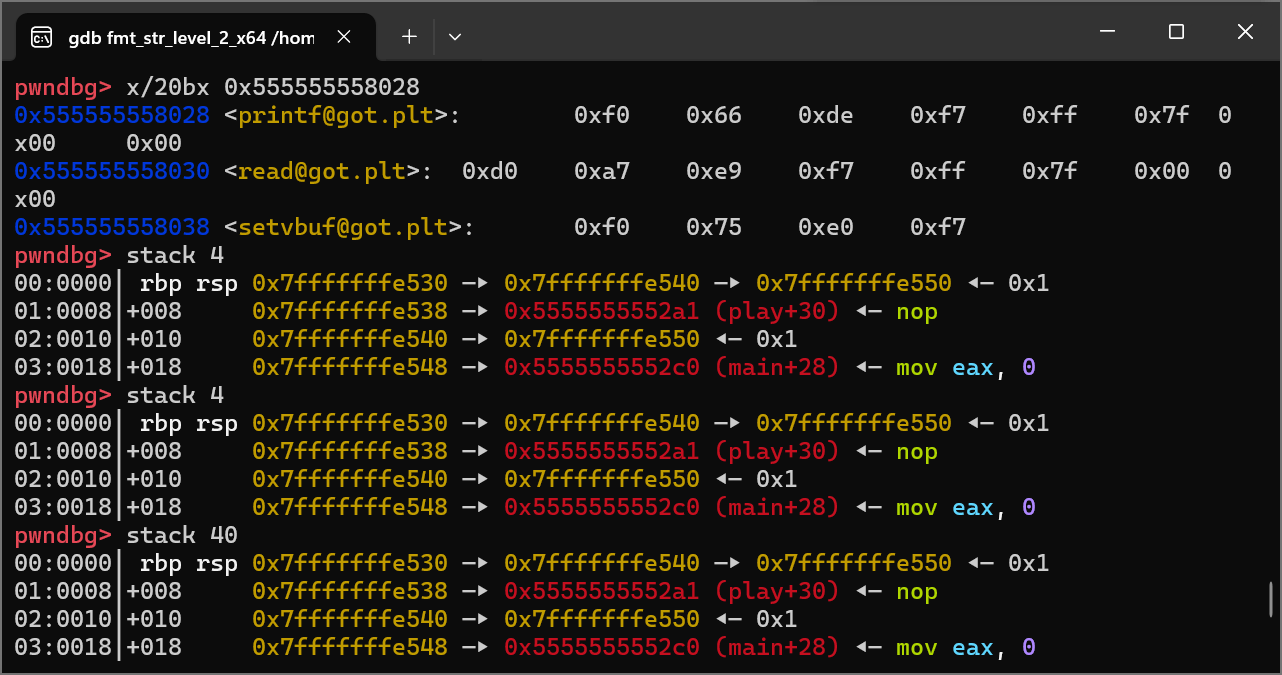 gdb fmt_str_level_2_x64 /hom
pwndbg> x/20bx 0x555555558028
0x555555558028 <printf@got.plt>:        0xf0    0x66    0xde    0xf7    0xff    0x7f  0
x00     0x00
0x555555558030 <read@got.plt>:  0xd0    0xa7    0xe9    0xf7    0xff    0x7f    0x00  0
x00
0x555555558038 <setvbuf@got.plt>:       0xf0    0x75    0xe0    0xf7
pwndbg> stack 4
00:0000│ rbp rsp 0x7fffffffe530 —▸ 0x7fffffffe540 —▸ 0x7fffffffe550 ◂— 0x1
01:0008│+008     0x7fffffffe538 —▸ 0x5555555552a1 (play+30) ◂— nop
02:0010│+010     0x7fffffffe540 —▸ 0x7fffffffe550 ◂— 0x1
03:0018│+018     0x7fffffffe548 —▸ 0x5555555552c0 (main+28) ◂— mov eax, 0
pwndbg> stack 4
00:0000│ rbp rsp 0x7fffffffe530 —▸ 0x7fffffffe540 —▸ 0x7fffffffe550 ◂— 0x1
01:0008│+008     0x7fffffffe538 —▸ 0x5555555552a1 (play+30) ◂— nop
02:0010│+010     0x7fffffffe540 —▸ 0x7fffffffe550 ◂— 0x1
03:0018│+018     0x7fffffffe548 —▸ 0x5555555552c0 (main+28) ◂— mov eax, 0
pwndbg> stack 40
00:0000│ rbp rsp 0x7fffffffe530 —▸ 0x7fffffffe540 —▸ 0x7fffffffe550 ◂— 0x1
01:0008│+008     0x7fffffffe538 —▸ 0x5555555552a1 (play+30) ◂— nop
02:0010│+010     0x7fffffffe540 —▸ 0x7fffffffe550 ◂— 0x1
03:0018│+018     0x7fffffffe548 —▸ 0x5555555552c0 (main+28) ◂— mov eax, 0